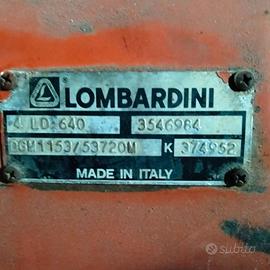 LOMBARDINI
4 LD 640 3546984
DGM1153/53720M K 374952
MADE IN ITALY
subito